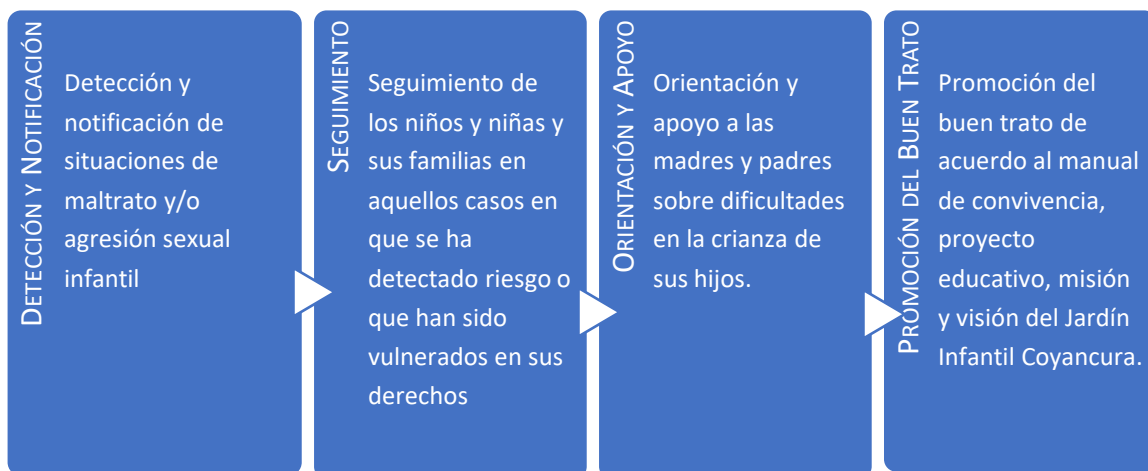 DETECCIÓN Y NOTIFICACIÓN
Detección y
notificación de
situaciones de
maltrato y/o
agresión sexual
infantil
SEGUIMIENTO
Seguimiento de
los niños y niñas y
sus familias en
aquellos casos en
que se ha
detectado riesgo o
que han sido
vulnerados en sus
derechos
ORIENTACIÓN Y APOYO
Orientación y
apoyo a las
madres y padres
sobre dificultades
en la crianza de
sus hijos.
PROMOCIÓN DEL BUEN TRATO
Promoción del
buen trato de
acuerdo al manual
de convivencia,
proyecto
educativo, misión
y visión del Jardín
Infantil Coyancura.